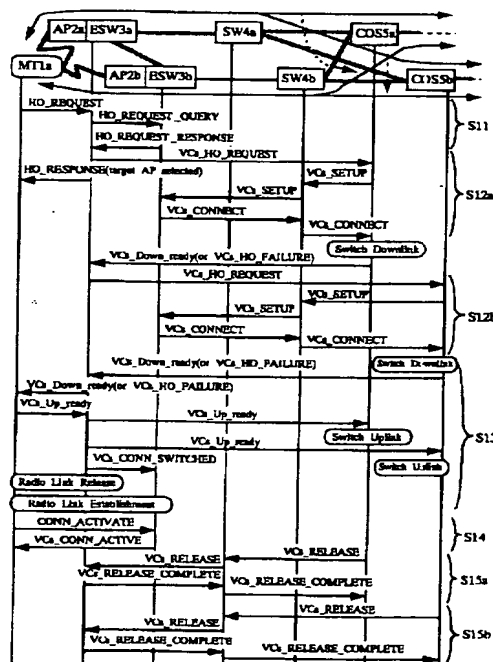 AP2a ESW3a SW4a COS5a
MT1a AP2b ESW3b SW4b COS5b
HO_REQUEST
HO_REQUEST_QUERY
HO_REQUEST_RESPONSE
S11
VCs_HO_REQUEST
HO_RESPONSE(target AP selected)
VCs_SETUP
VCs_SETUP
S12a
VCs_CONNECT
VCs_CONNECT
Switch Downlink
VCs_Down_ready(or VCs_HO_FAILURE)
VCs_HO_REQUEST
VCs_SETUP
VCs_SETUP
S12b
VCs_CONNECT
VCs_CONNECT
VCs_Down_ready(or VCs_HO_FAILURE)
Switch Downlink
VCs_Down_ready(or VCs_HO_FAILURE)
VCs_Up_ready
VCs_Up_ready
Switch Uplink
S13
VCs_Up_ready
VCs_CONN_SWITCHED
Switch Uplink
Radio Link Release
Radio Link Establishment
CONN_ACTIVATE
S14
VCs_CONN_ACTIVE
VCs_RELEASE
VCs_RELEASE
VCs_RELEASE_COMPLETE
S15a
VCs_RELEASE_COMPLETE
VCs_RELEASE
VCs_RELEASE
S15b
VCs_RELEASE_COMPLETE
VCs_RELEASE_COMPLETE